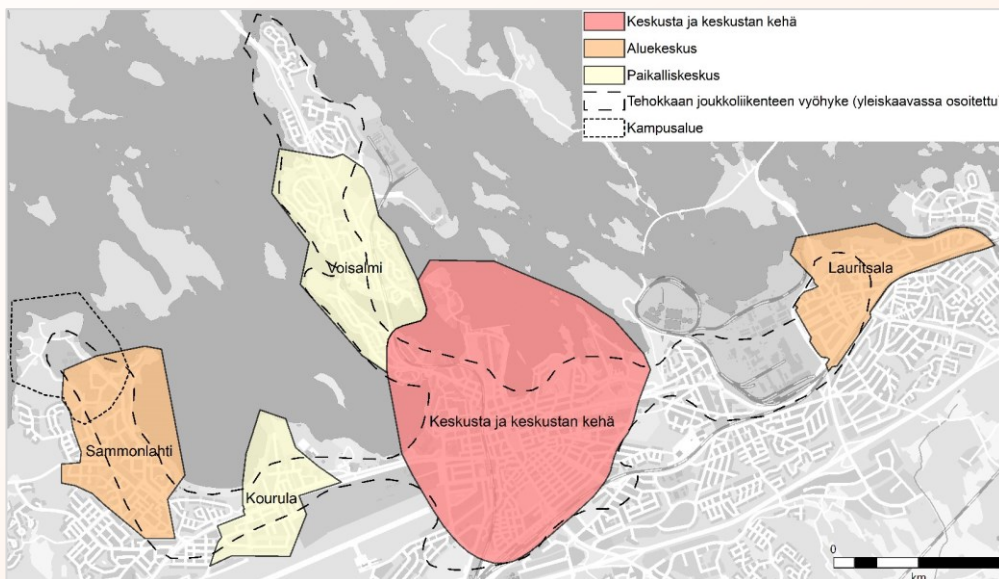 Keskusta ja keskustan kehä
Aluekeskus
Paikalliskeskus
Tehokkaan joukkoliikenteen vyöhyke (yleiskaavassa osoitettu
Kampusalue
Voisalmi
Lauritsala
Keskusta ja keskustan kehä
Sammonlahti
Kourula
0
km